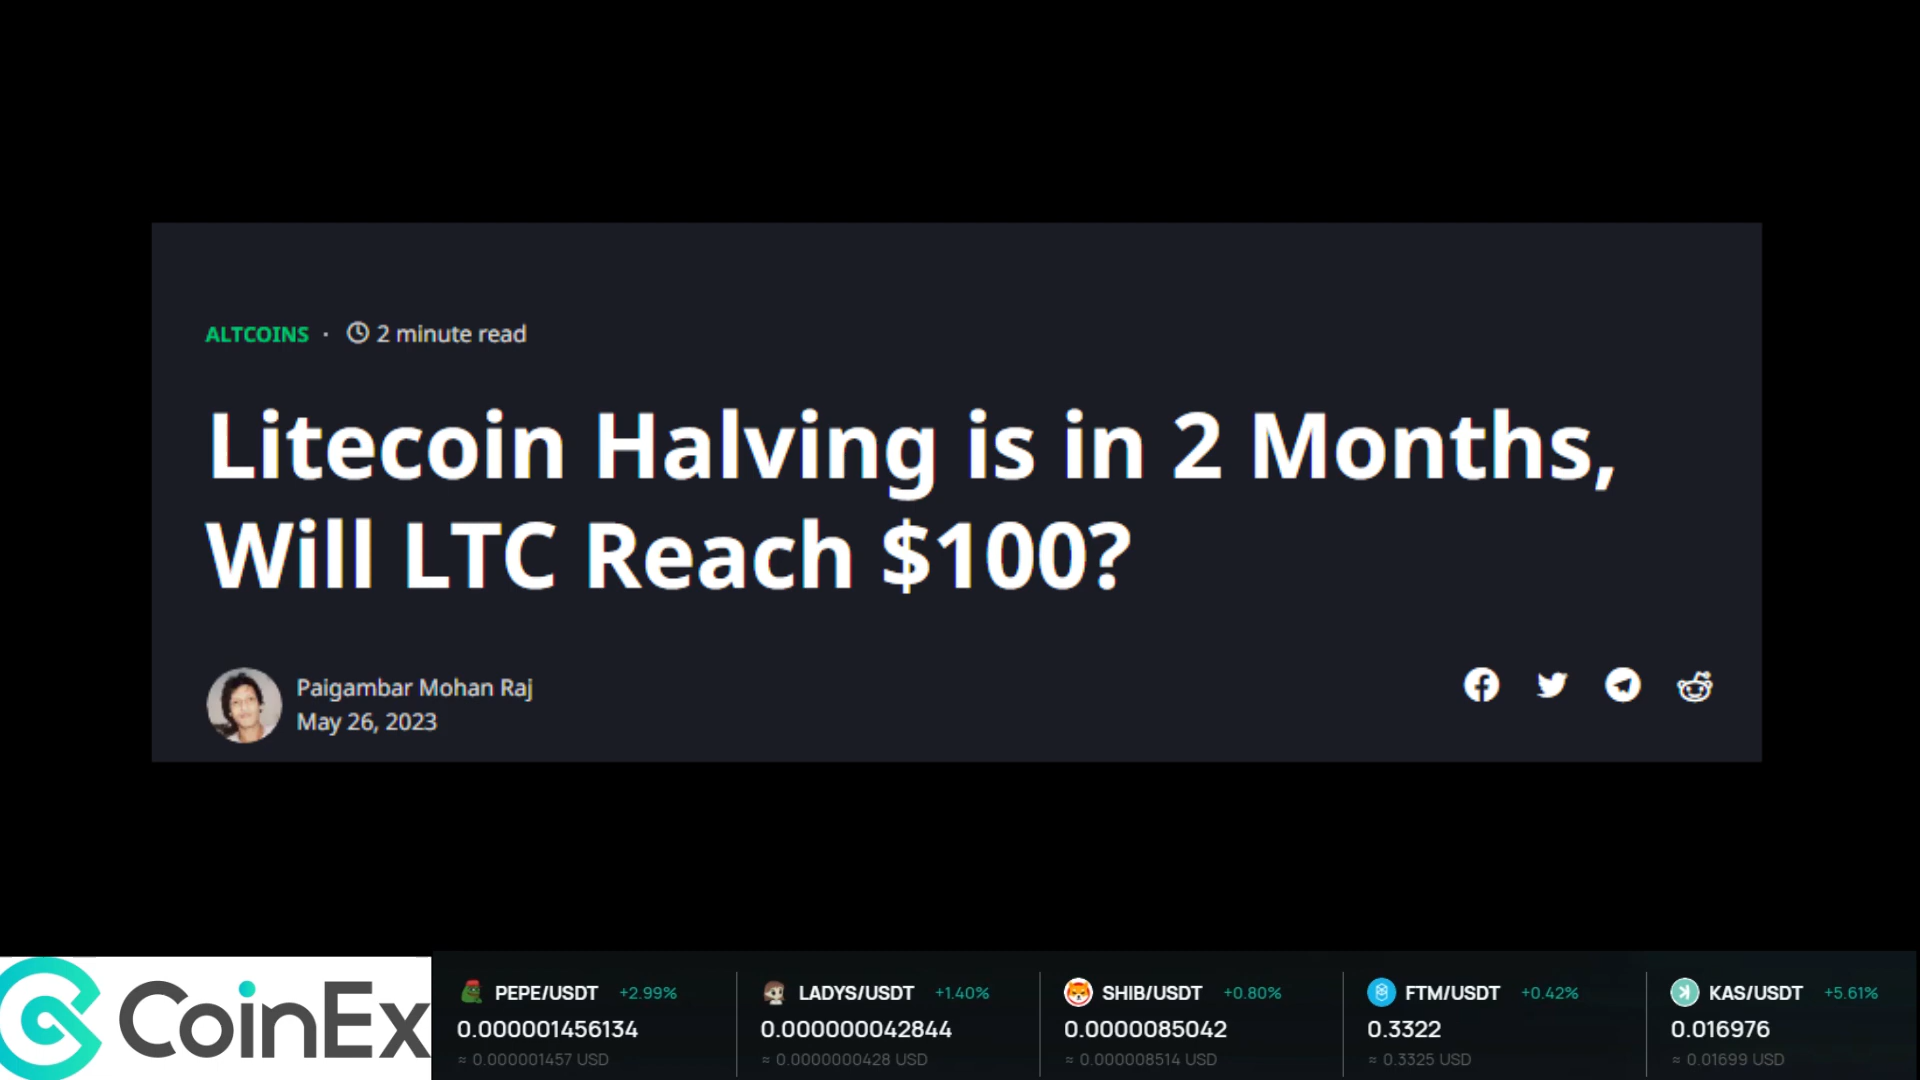 ALTCOINS · 2 minute read
Litecoin Halving is in 2 Months,
Will LTC Reach $100?
Paigambar Mohan Raj
May 26, 2023
CoinEx
PEPE/USDT +2.99%
0.000001456134
≈ 0.000001457 USD
LADYS/USDT +1.40%
0.000000042844
≈ 0.0000000428 USD
SHIB/USDT +0.80%
0.0000085042
≈ 0.000008514 USD
FTM/USDT +0.42%
0.3322
≈ 0.3325 USD
KAS/USDT +5.61%
0.016976
≈ 0.01699 USD